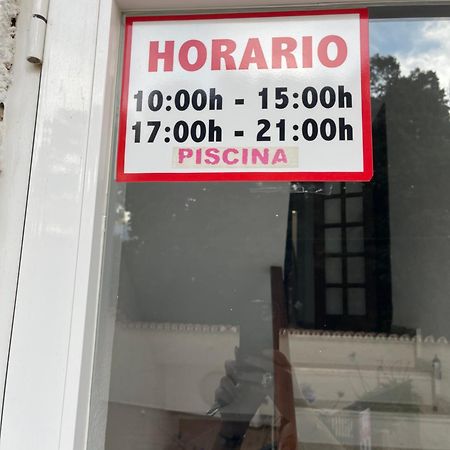 HORARIO
10:00h - 15:00h
17:00h - 21:00h
PISCINA